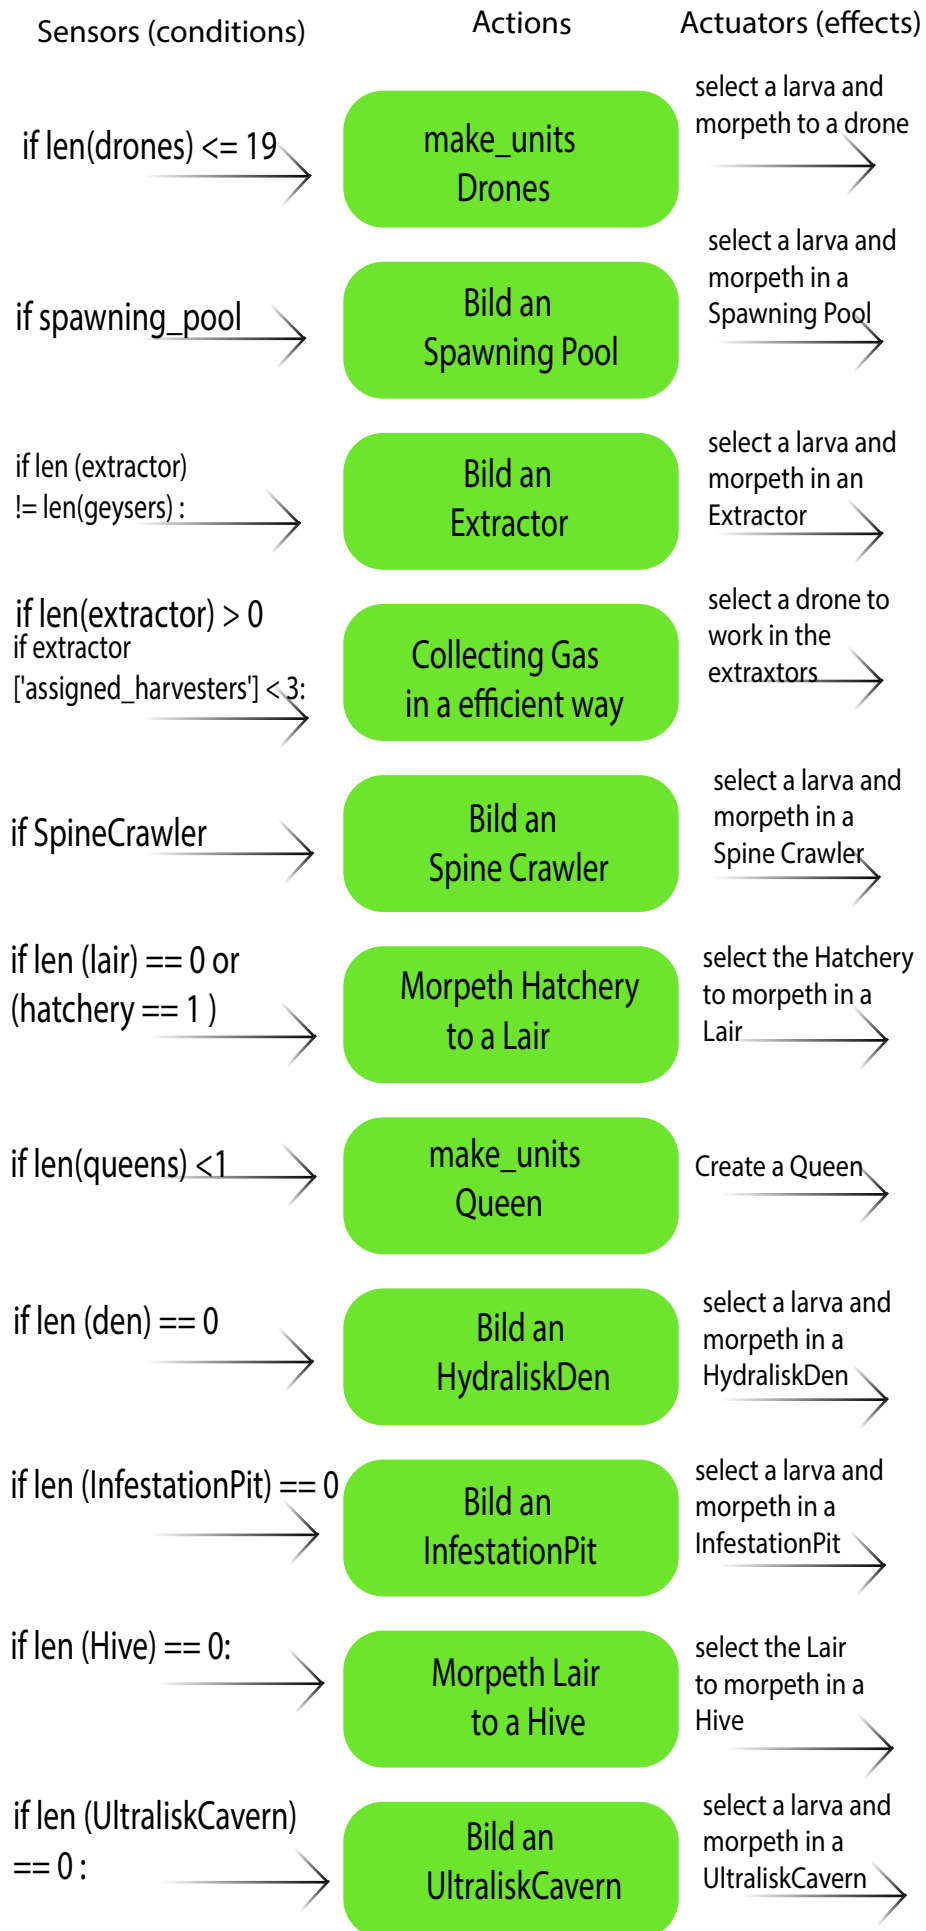 Sensors (conditions)
Actions
Actuators (effects)
if len(drones) <= 19
make_units
Drones
select a larva and
morpeth to a drone
if spawning_pool
Bild an
Spawning Pool
select a larva and
morpeth in a
Spawning Pool
if len (extractor)
!= len(geysers) :
Bild an
Extractor
select a larva and
morpeth in an
Extractor
if len(extractor) > 0
if extractor
['assigned_harvesters'] < 3:
Collecting Gas
in a efficient way
select a drone to
work in the
extraxtors
if SpineCrawler
Bild an
Spine Crawler
select a larva and
morpeth in a
Spine Crawler
if len (lair) == 0 or
(hatchery == 1 )
Morpeth Hatchery
to a Lair
select the Hatchery
to morpeth in a
Lair
if len(queens) <1
make_units
Queen
Create a Queen
if len (den) == 0
Bild an
HydraliskDen
select a larva and
morpeth in a
HydraliskDen
if len (InfestationPit) == 0
Bild an
InfestationPit
select a larva and
morpeth in a
InfestationPit
if len (Hive) == 0:
Morpeth Lair
to a Hive
select the Lair
to morpeth in a
Hive
if len (UltraliskCavern)
== 0 :
Bild an
UltraliskCavern
select a larva and
morpeth in a
UltraliskCavern